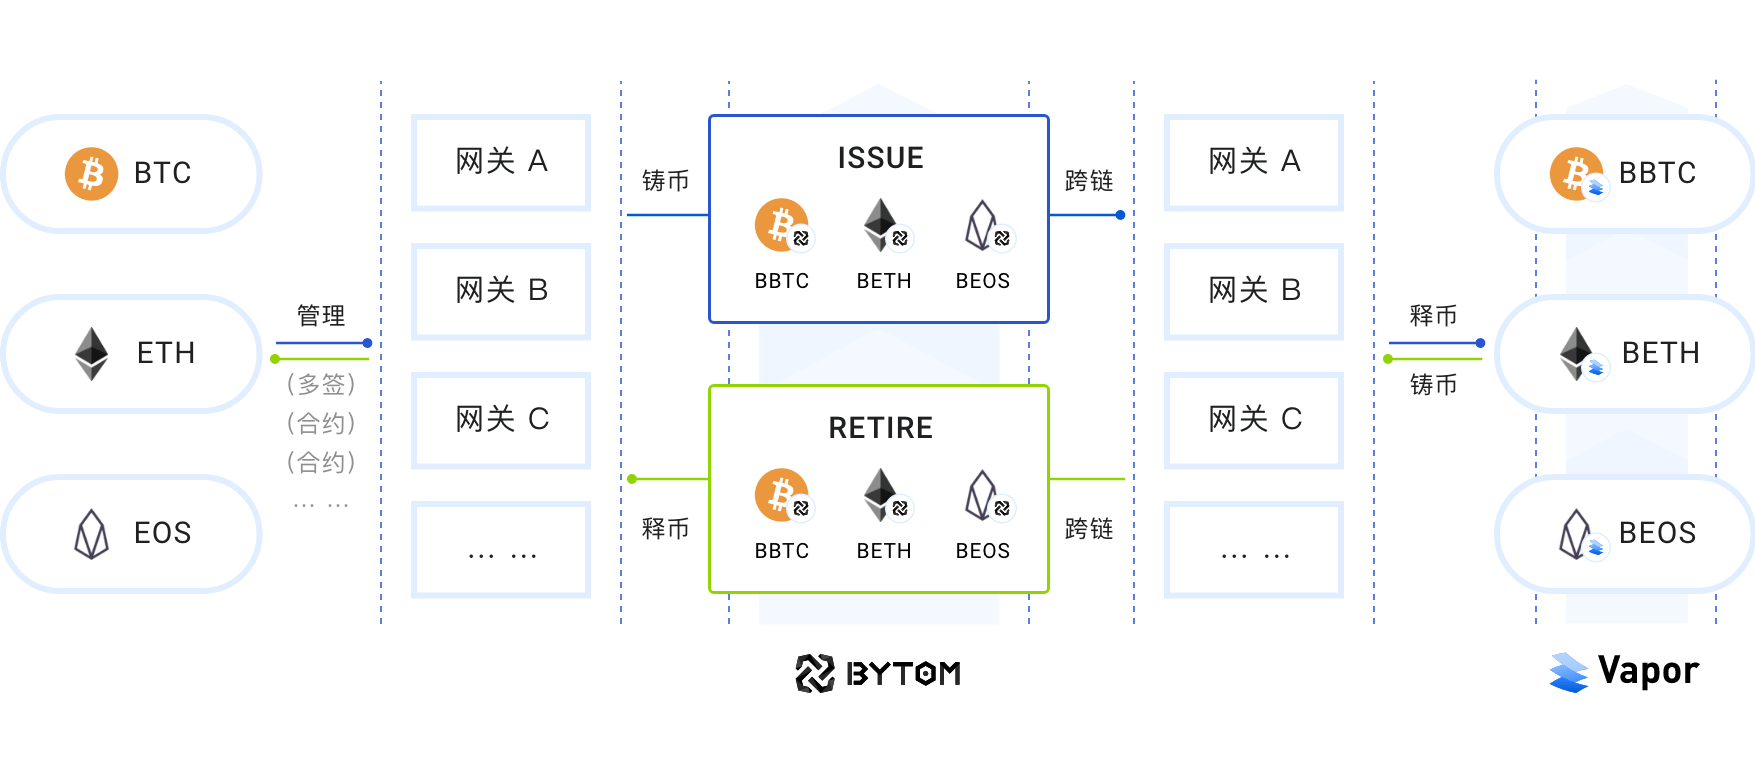 BTC
ETH
EOS
管理
(多签)
(合约)
(合约)
... ...
网关 A
网关 B
网关 C
... ...
铸币
释币
ISSUE
BBTC BETH BEOS
RETIRE
BBTC BETH BEOS
BYTOM
跨链
跨链
网关 A
网关 B
网关 C
... ...
释币
铸币
BBTC
BETH
BEOS
Vapor